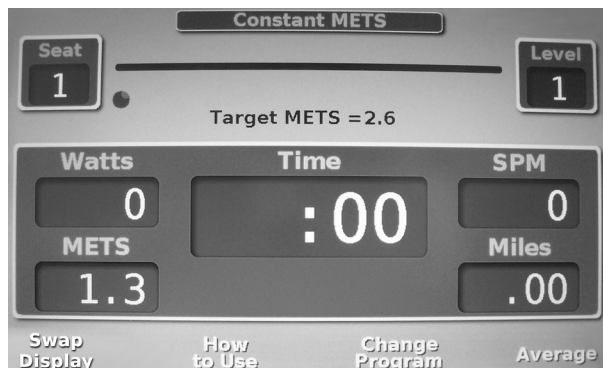 Constant METS
Seat
1
Level
1
Target METS =2.6
Watts
0
Time
:00
SPM
0
METS
1.3
Miles
.00
Swap
Display
How
to Use
Change
Program
Average